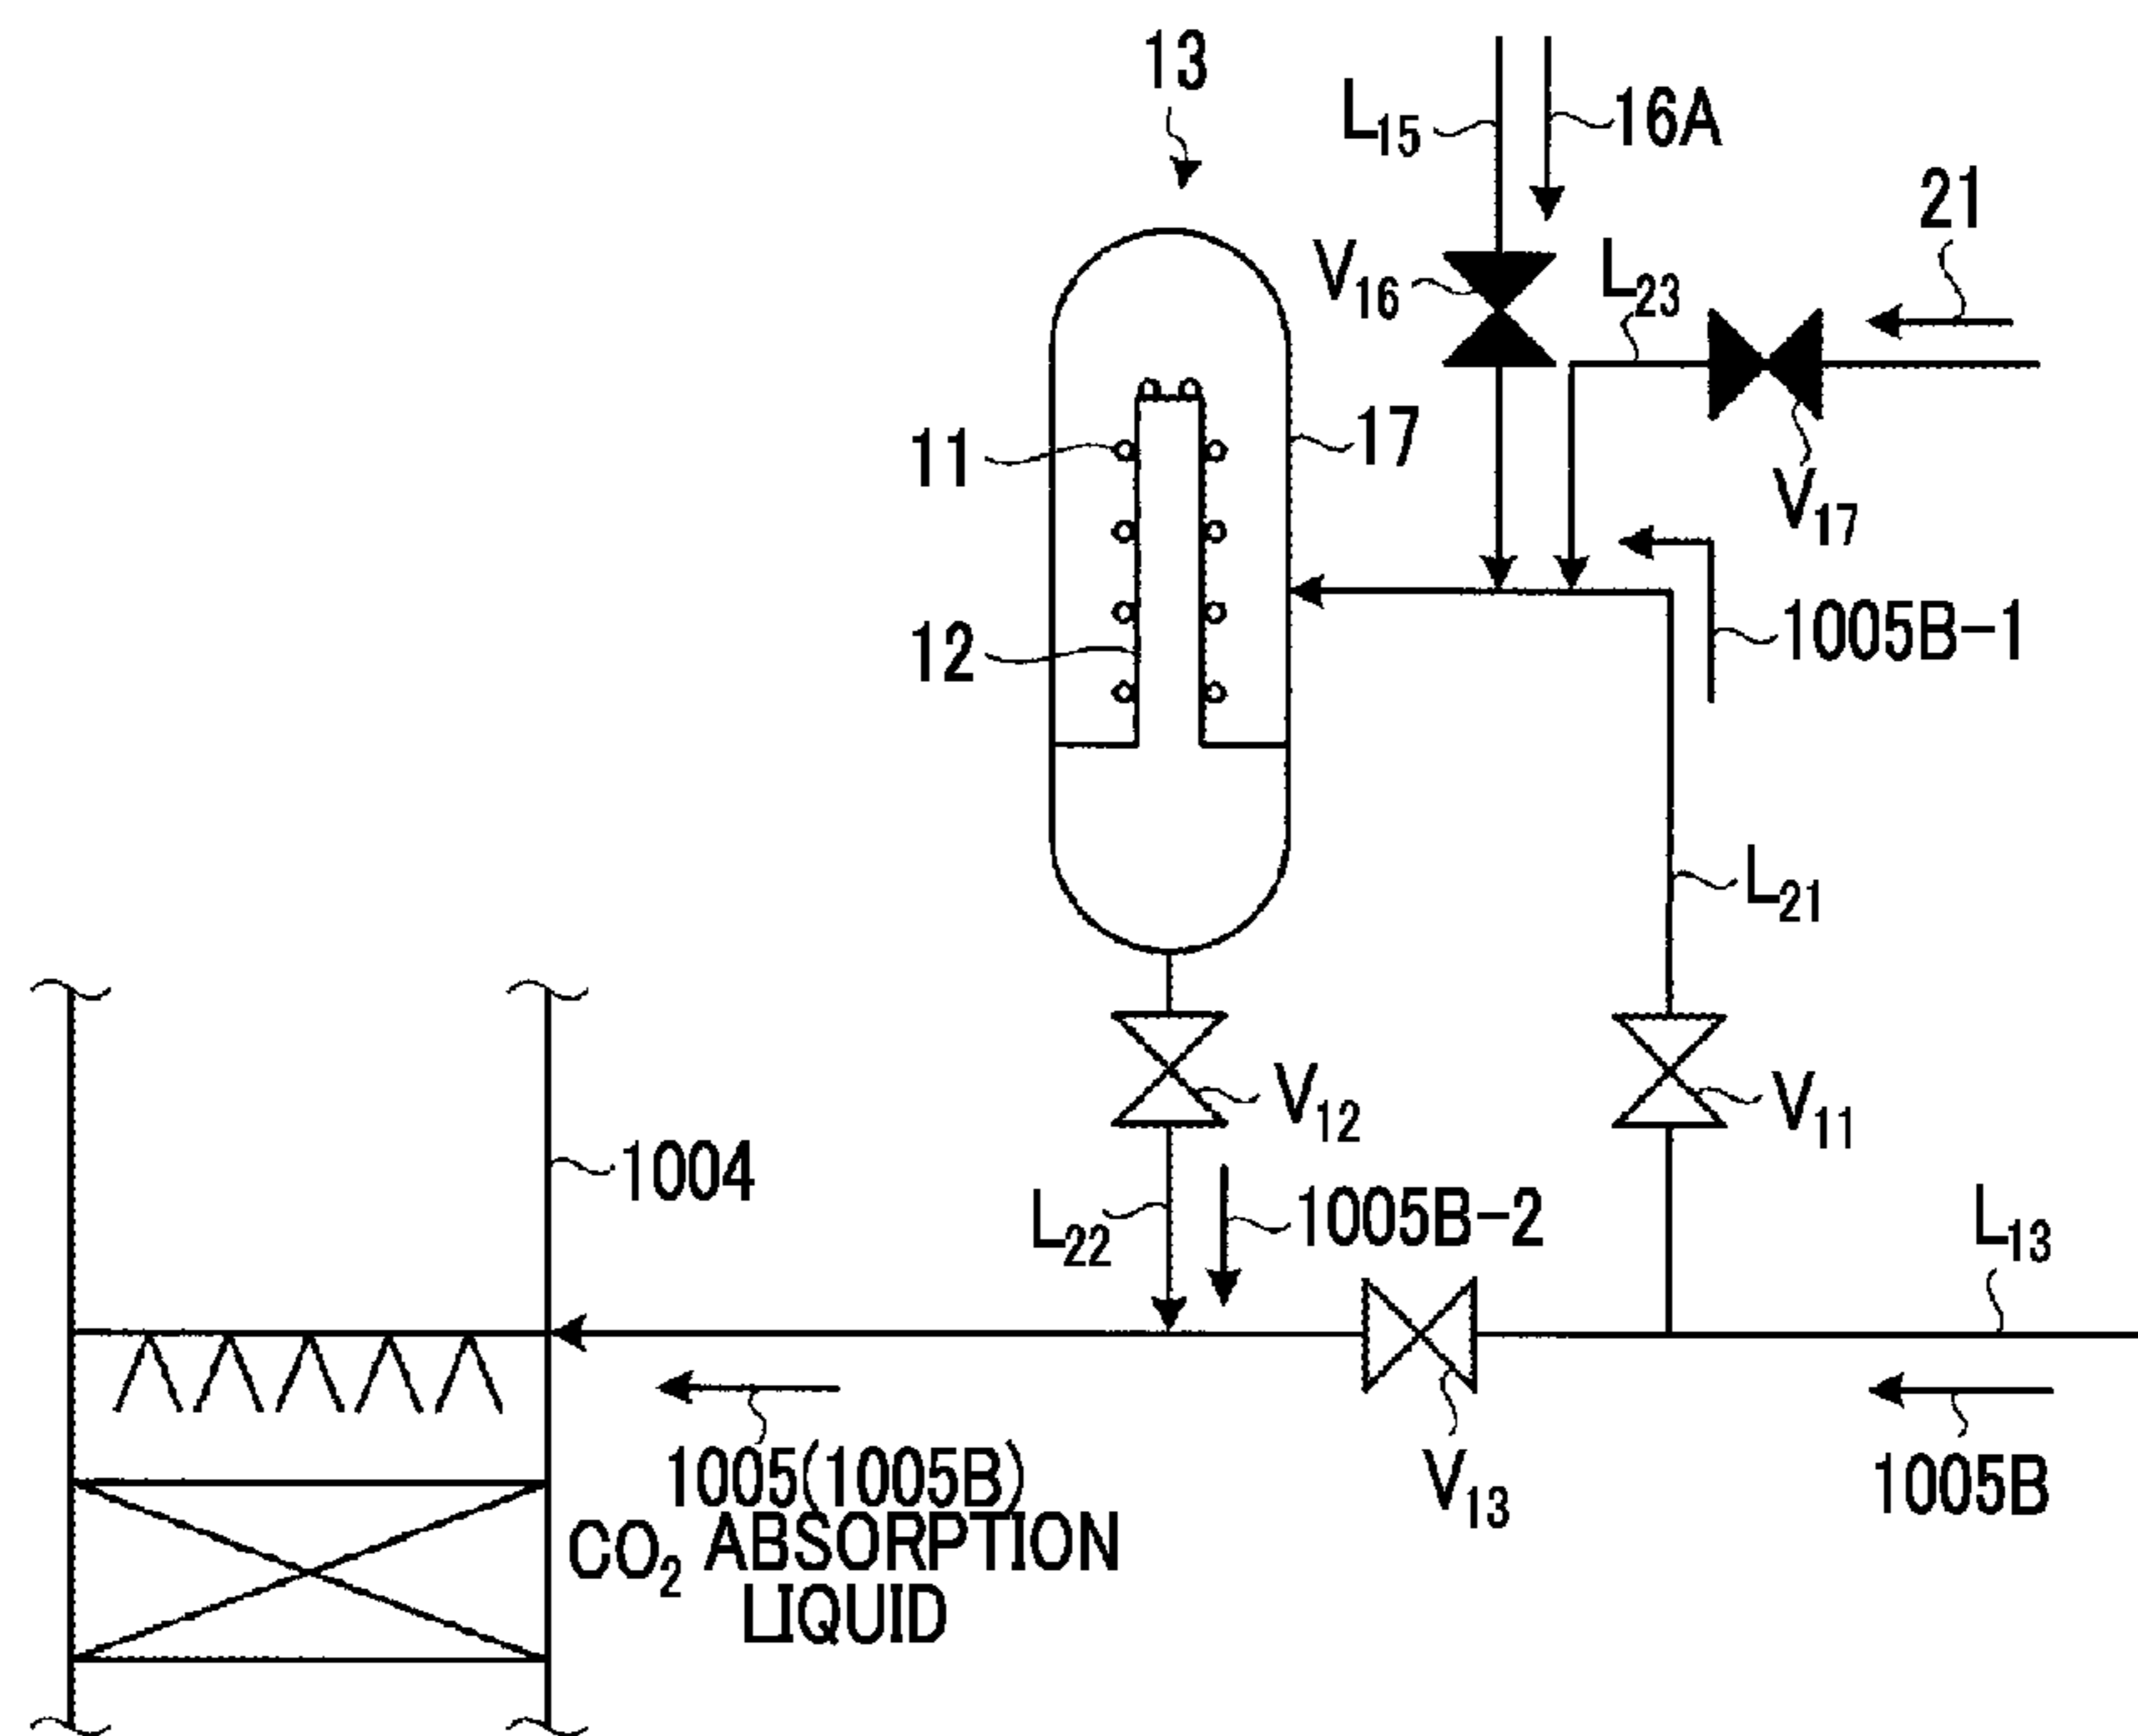 13
L15
16A
21
V16
L23
11
17
V17
12
1005B-1
L21
V12
V11
1004
L22
1005B-2
L13
1005(1005B)
CO2 ABSORPTION
LIQUID
V13
1005B